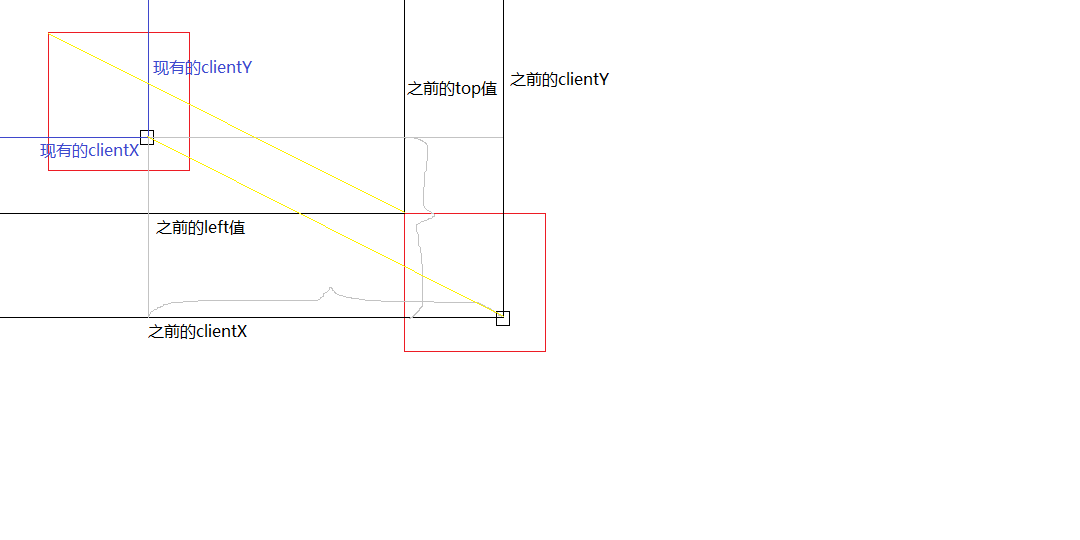 现有的clientY
之前的top值
之前的clientY
现有的clientX
之前的left值
之前的clientX